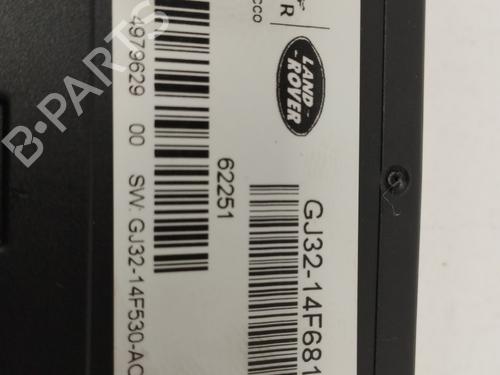 R
cco
LAND-
ROVER
GJ32-14F681
62251
4979629 00 SW: GJ32-14F530-AC
B-PARTS